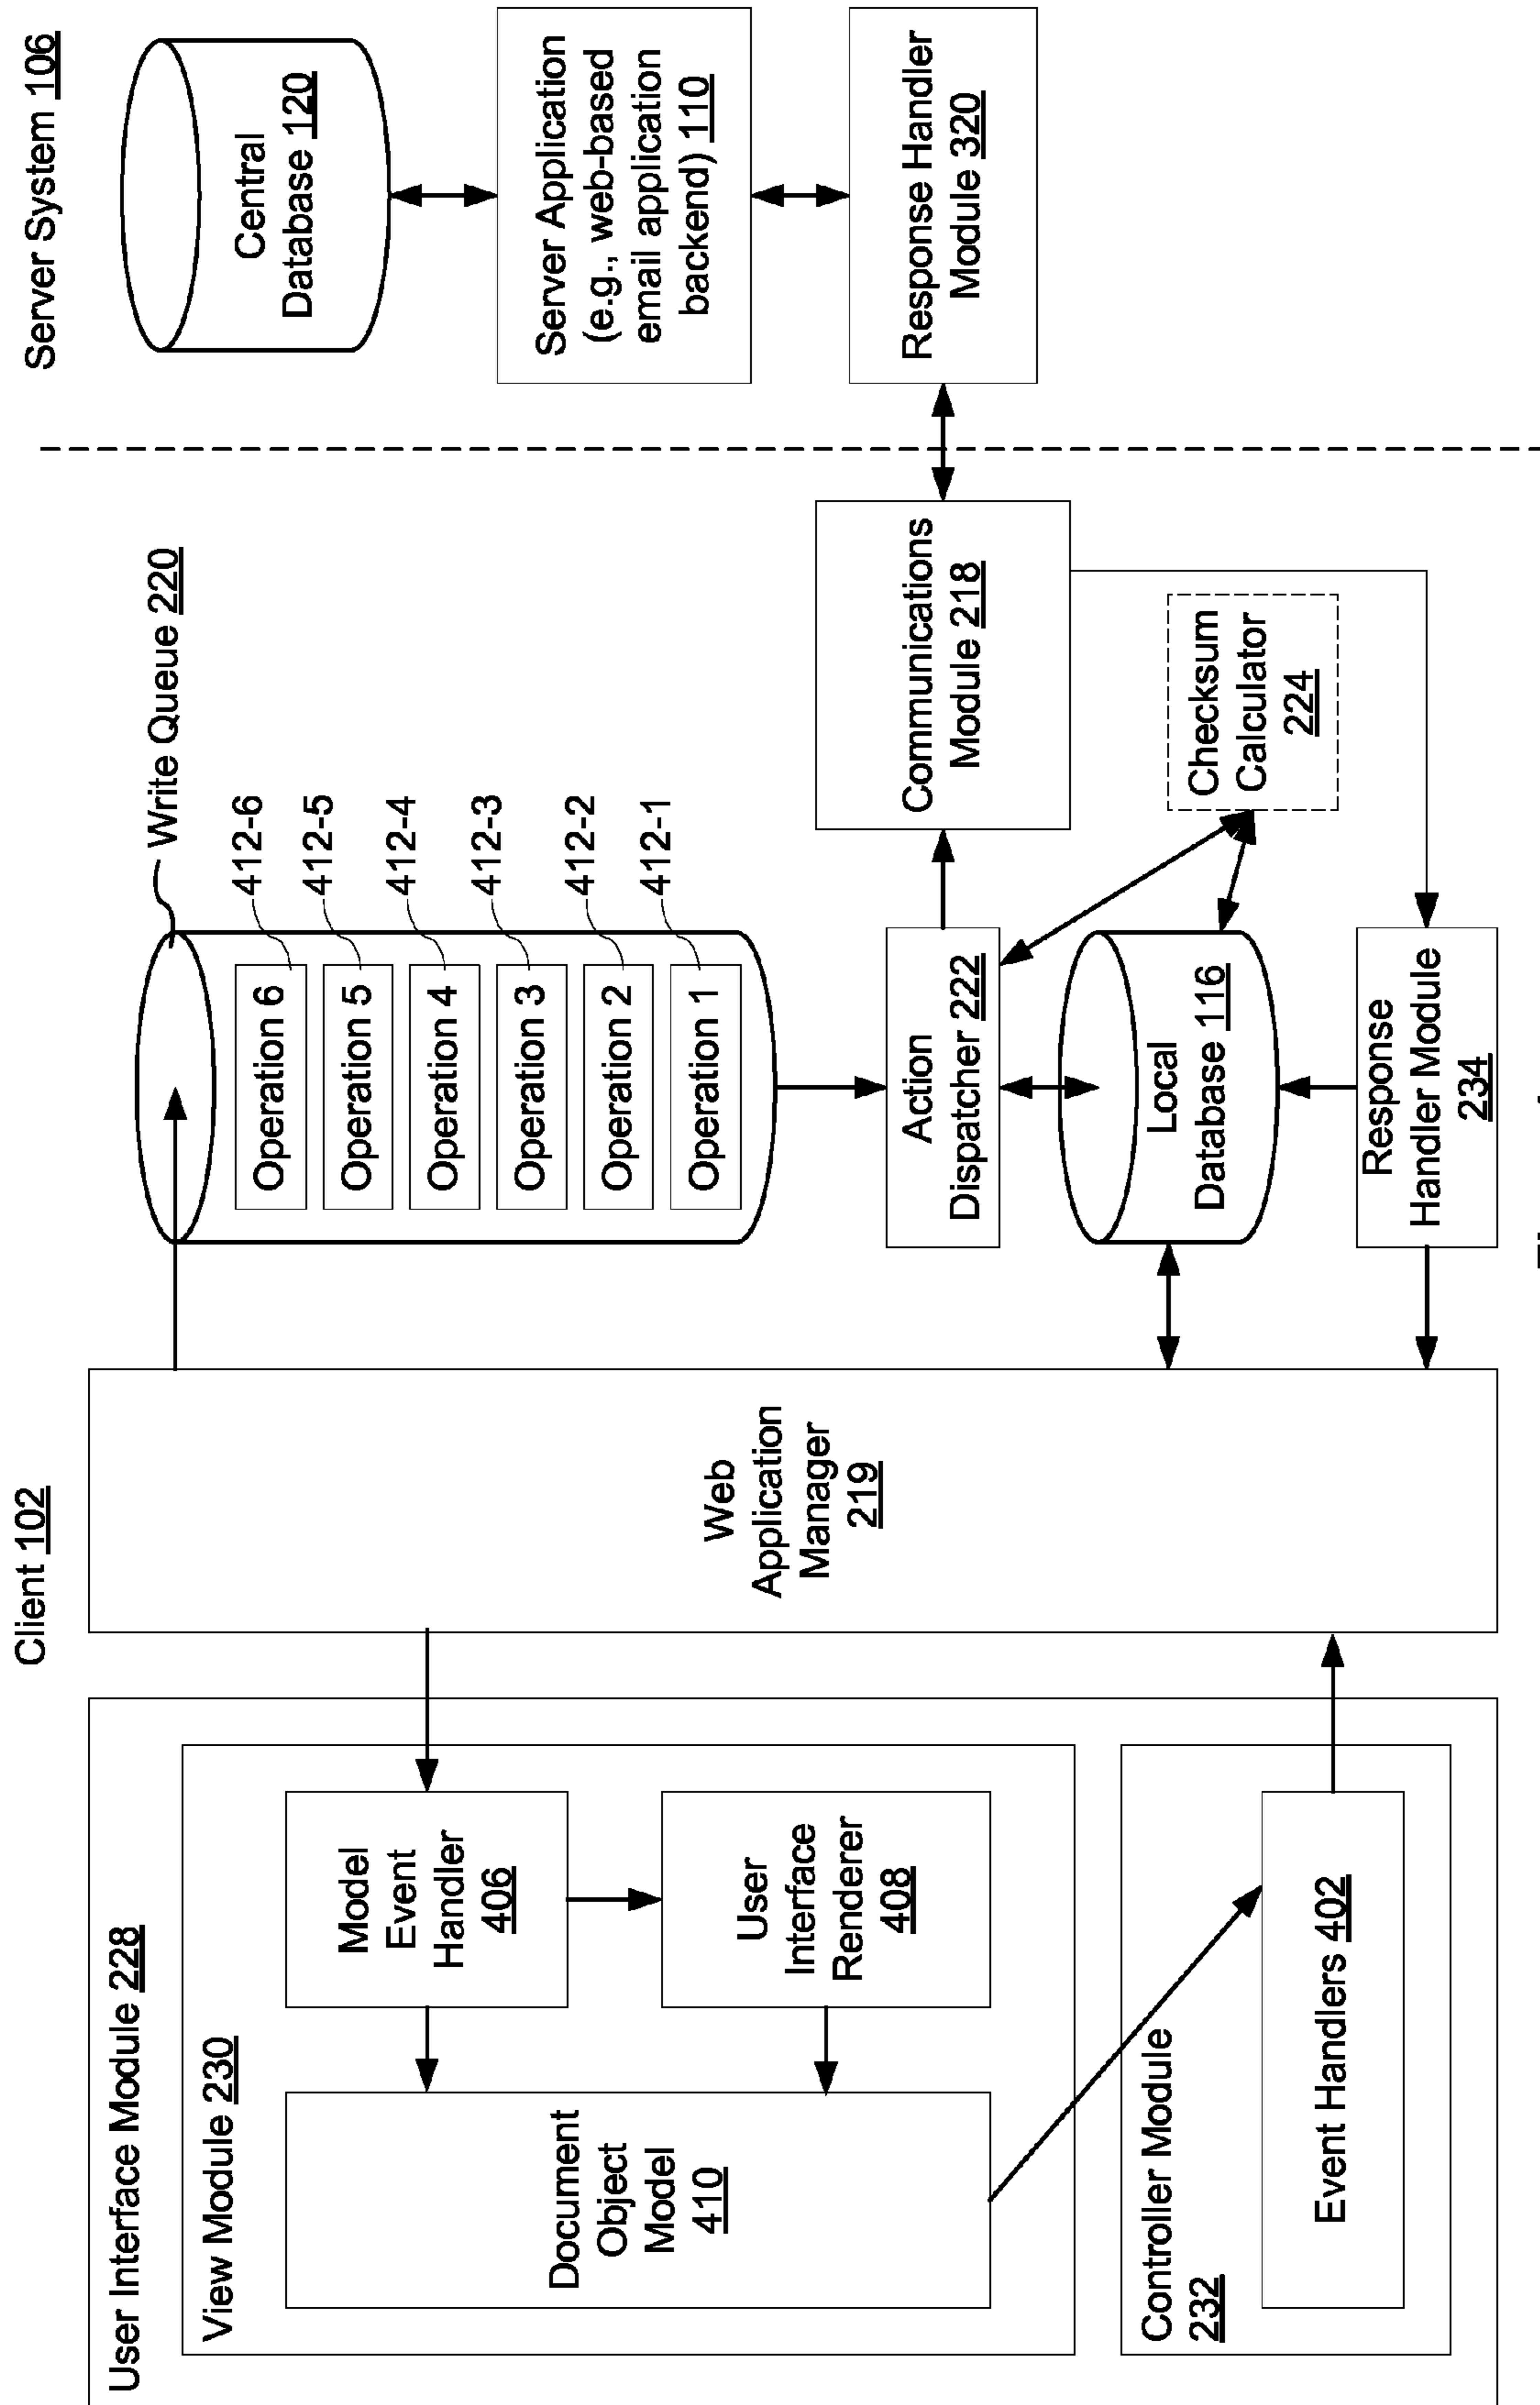 Client 102
Server System 106
User Interface Module 228
View Module 230
Model
Event
Handler
406
User
Interface
Renderer
408
Document
Object
Model
410
Controller Module
232
Event Handlers 402
Web
Application
Manager
219
Write Queue 220
Operation 6
412-6
Operation 5
412-5
Operation 4
412-4
Operation 3
412-3
Operation 2
412-2
Operation 1
412-1
Action
Dispatcher 222
Communications
Module 218
Local
Database 116
Checksum
Calculator
224
Response
Handler Module
234
Central
Database 120
Server Application
(e.g., web-based
email application
backend) 110
Response Handler
Module 320